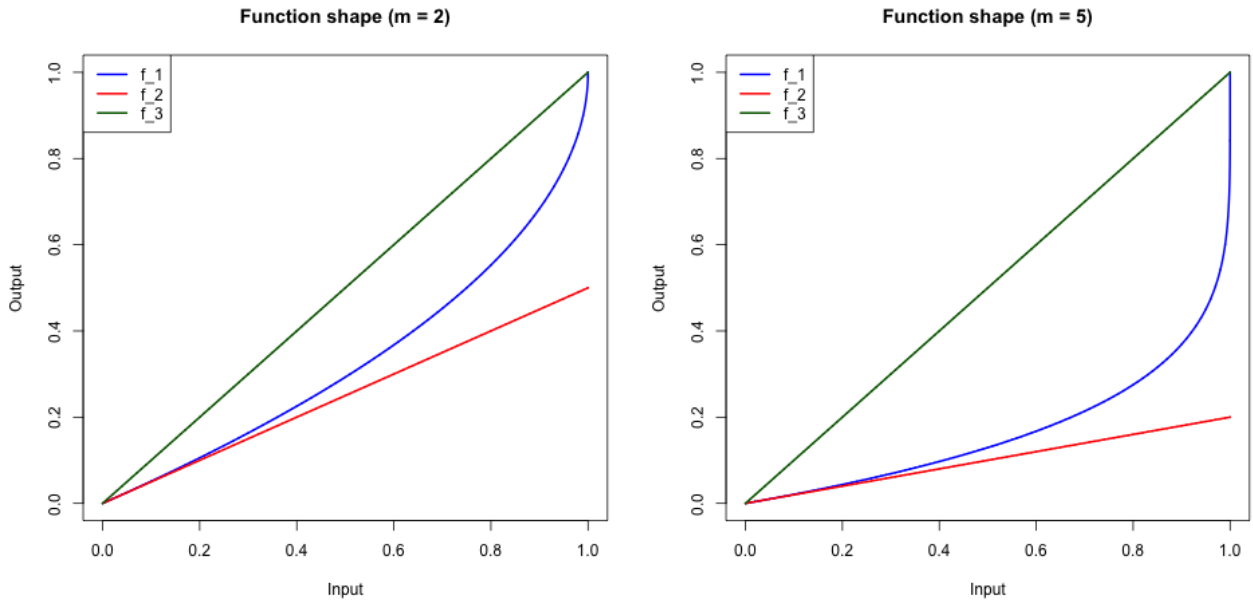 Function shape (m = 2)
f_1
f_2
f_3
Output
0.0
0.2
0.4
0.6
0.8
1.0
0.0 0.2 0.4 0.6 0.8 1.0
Input
Function shape (m = 5)
f_1
f_2
f_3
Output
0.0
0.2
0.4
0.6
0.8
1.0
0.0 0.2 0.4 0.6 0.8 1.0
Input